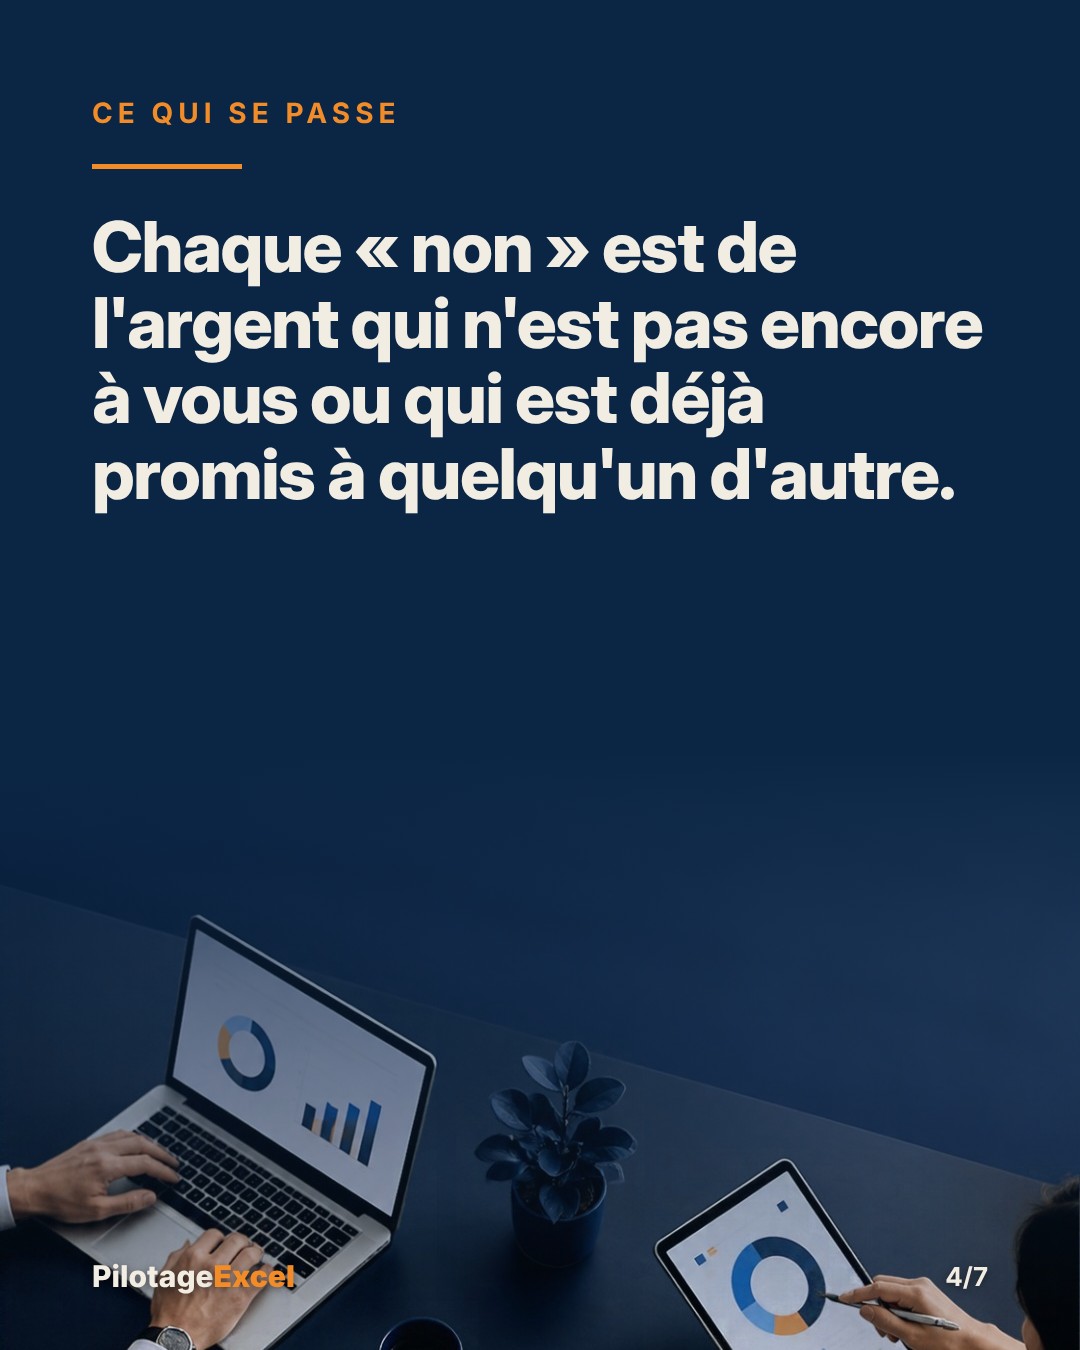 CE QUI SE PASSE
Chaque « non » est de
l'argent qui n'est pas encore
à vous ou qui est déjà
promis à quelqu'un d'autre.
PilotageExcel
4/7